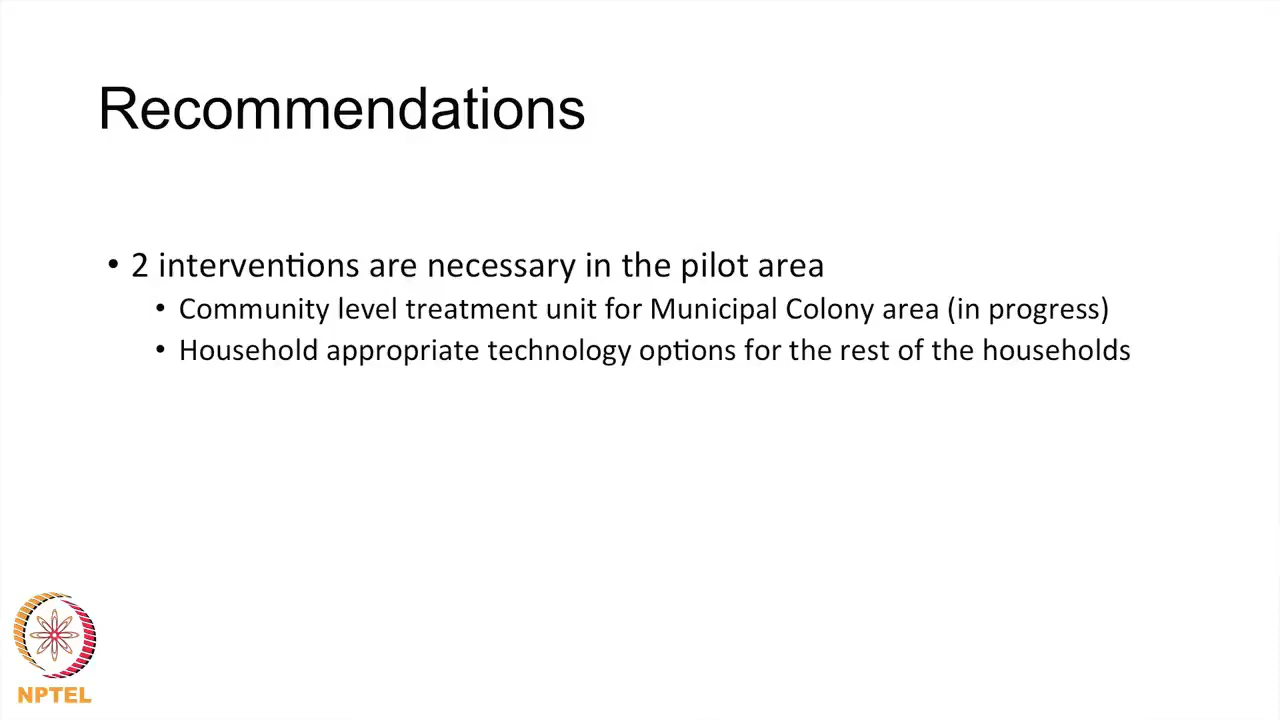 Recommendations
• 2 interventions are necessary in the pilot area
• Community level treatment unit for Municipal Colony area (in progress)
• Household appropriate technology options for the rest of the households
NPTEL